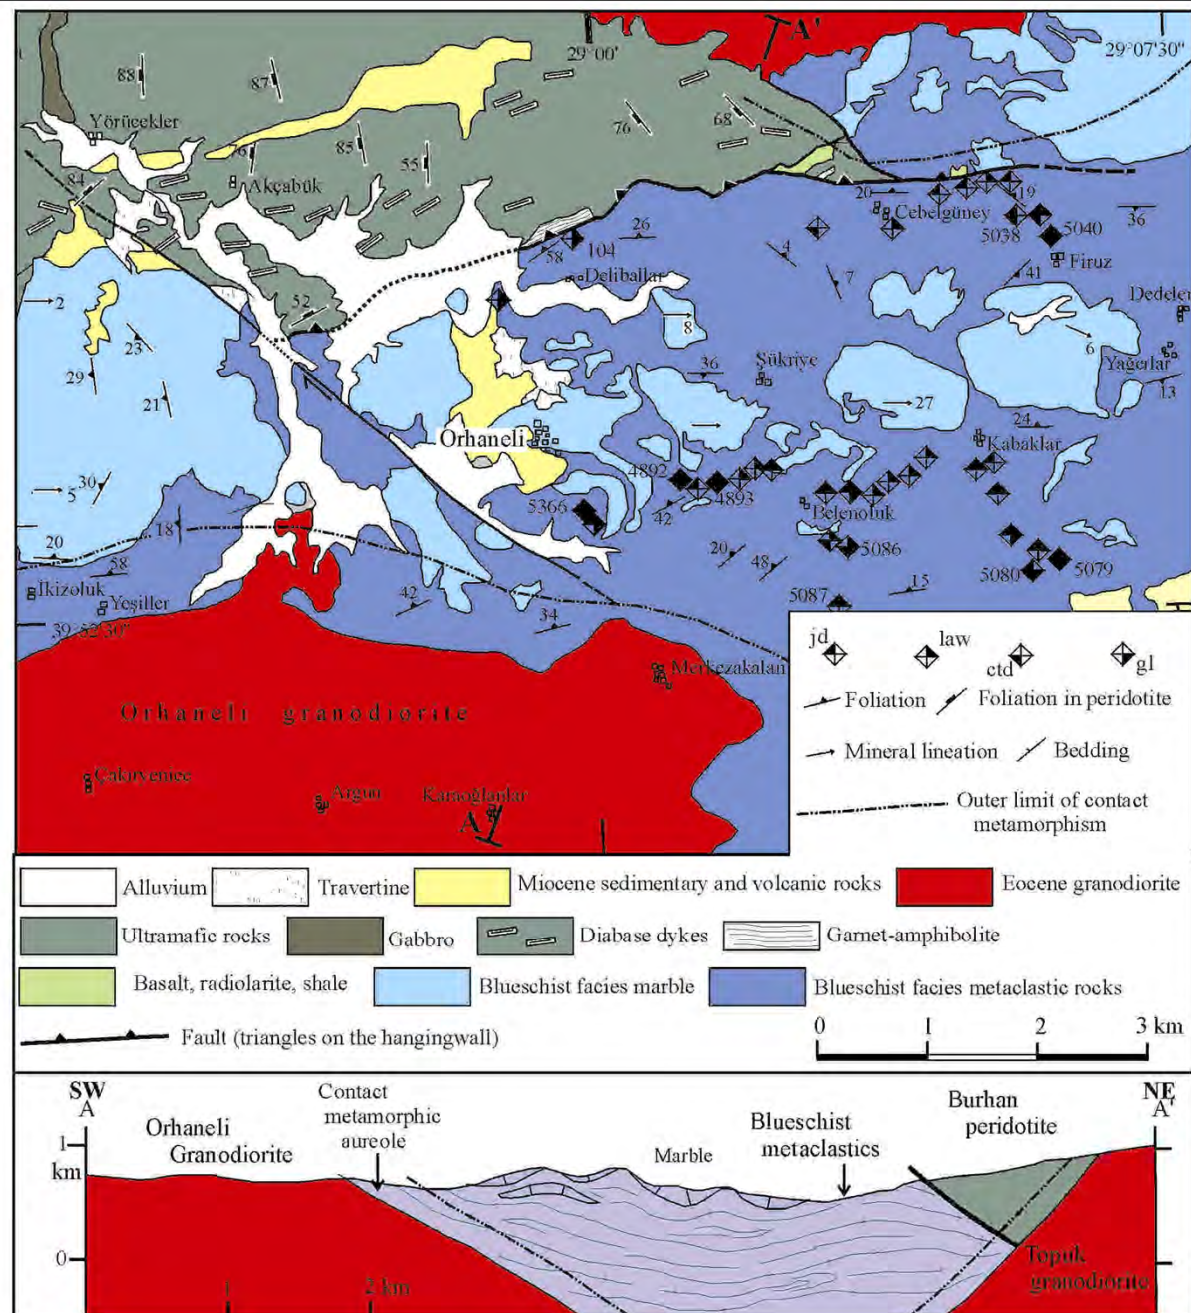 29°00'
A'
29°07'30"
88
87
Yörücekler
76
68
76
85
55
84
Akçabük
20
19
Cebelgüney
36
26
104
58
4
5038
5040
Firuz
41
7
Deliballar
Dedeler
2
52
8
6
23
Şükriye
Yağerlar
29
36
13
21
27
24
Orhaneli
Kabaklar
4892
30
5
4893
5366
42
Belenoluk
18
20
58
20
48
5086
5080
5079
İkizoluk
Yeşiller
42
15
5087
39°52'30"
34
jd
law
ctd
gl
Merkezakalan
Foliation
Foliation in peridotite
Orhaneli granodiorite
Mineral lineation
Bedding
Outer limit of contact
metamorphism
Argun
Karaoğlanlar
A
Alluvium
Travertine
Miocene sedimentary and volcanic rocks
Eocene granodiorite
Ultramafic rocks
Gabbro
Diabase dykes
Garnet-amphibolite
Basalt, radiolarite, shale
Blueschist facies marble
Blueschist facies metaclastic rocks
Fault (triangles on the hangingwall)
0 1 2 3 km
SW
A
Contact
metamorphic
aureole
Orhaneli
Granodiorite
Marble
Blueschist
metaclastics
Burhan
peridotite
NE
A'
1
km
0
Topuk
granodiorite
1
2 km